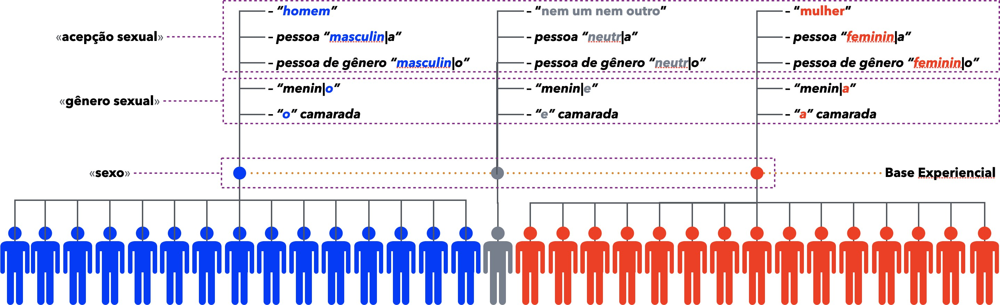 – “homem” – “nem um nem outro” – “mulher”
«acepção sexual» – pessoa “masculin|a” – pessoa “neutr|a” – pessoa “feminin|a”
– pessoa de gênero “masculin|o” – pessoa de gênero “neutr|o” – pessoa de gênero “feminin|o”
– “menin|o” – “menin|e” – “menin|a”
«gênero sexual»
– “o” camarada – “e” camarada – “a” camarada
«sexo» Base Experiencial